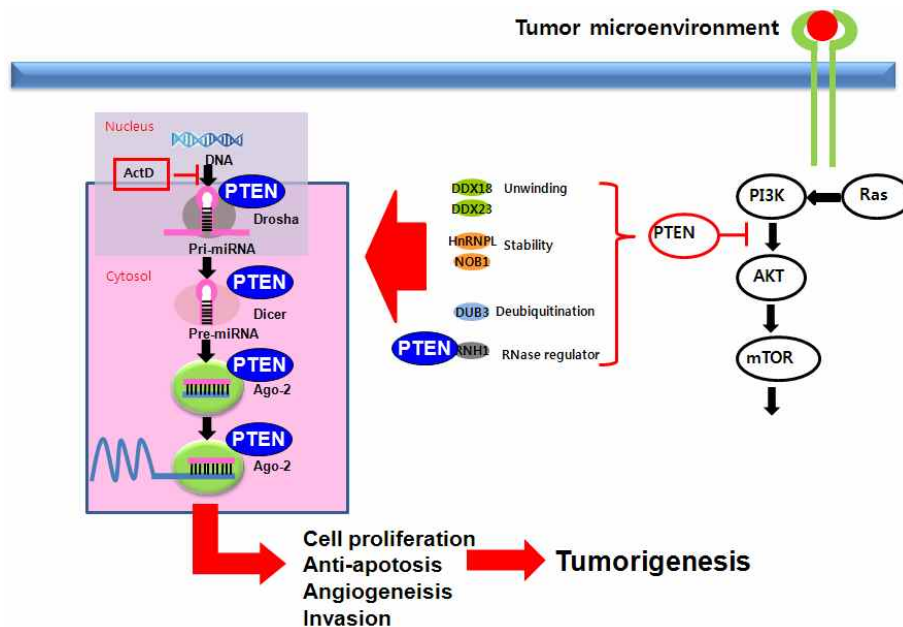 Tumor microenvironment
Nucleus
DNA
ActD
PTEN
Drosha
Pri-miRNA
Cytosol
PTEN
Dicer
Pre-miRNA
PTEN
Ago-2
PTEN
Ago-2
DDX18 Unwinding
DDX23
HnRNPL Stability
NOB1
DUB3 Deubiquitination
PTEN RNH1 RNase regulator
PTEN
PI3K
Ras
AKT
mTOR
Cell proliferation
Anti-apotosis
Angiogeneisis
Invasion
Tumorigenesis